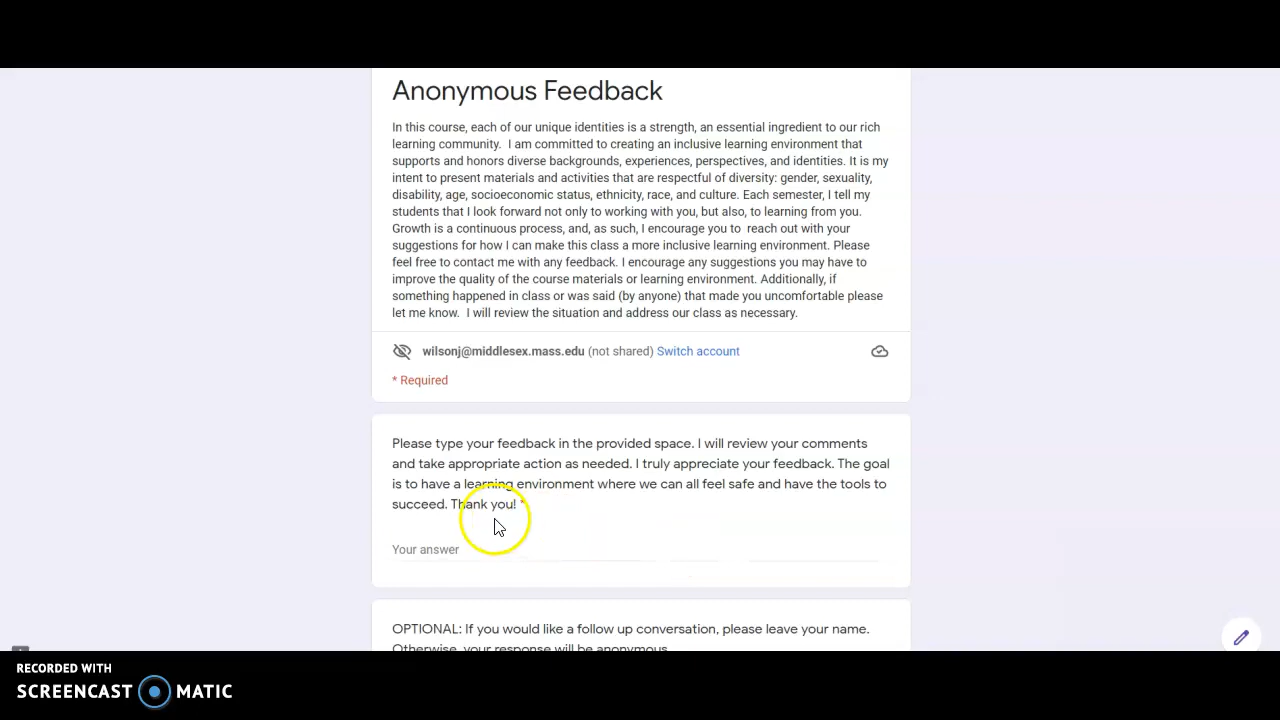 Anonymous Feedback
In this course, each of our unique identities is a strength, an essential ingredient to our rich
learning community.  I am committed to creating an inclusive learning environment that
supports and honors diverse backgrounds, experiences, perspectives, and identities. It is my
intent to present materials and activities that are respectful of diversity: gender, sexuality,
disability, age, socioeconomic status, ethnicity, race, and culture. Each semester, I tell my
students that I look forward not only to working with you, but also, to learning from you.
Growth is a continuous process, and, as such, I encourage you to  reach out with your
suggestions for how I can make this class a more inclusive learning environment. Please
feel free to contact me with any feedback. I encourage any suggestions you may have to
improve the quality of the course materials or learning environment. Additionally, if
something happened in class or was said (by anyone) that made you uncomfortable please
let me know.  I will review the situation and address our class as necessary.
wilsonj@middlesex.mass.edu (not shared) Switch account
* Required
Please type your feedback in the provided space. I will review your comments
and take appropriate action as needed. I truly appreciate your feedback. The goal
is to have a learning environment where we can all feel safe and have the tools to
succeed. Thank you! *
Your answer
OPTIONAL: If you would like a follow up conversation, please leave your name.
Otherwise, your response will be anonymous.
RECORDED WITH
SCREENCAST MATIC